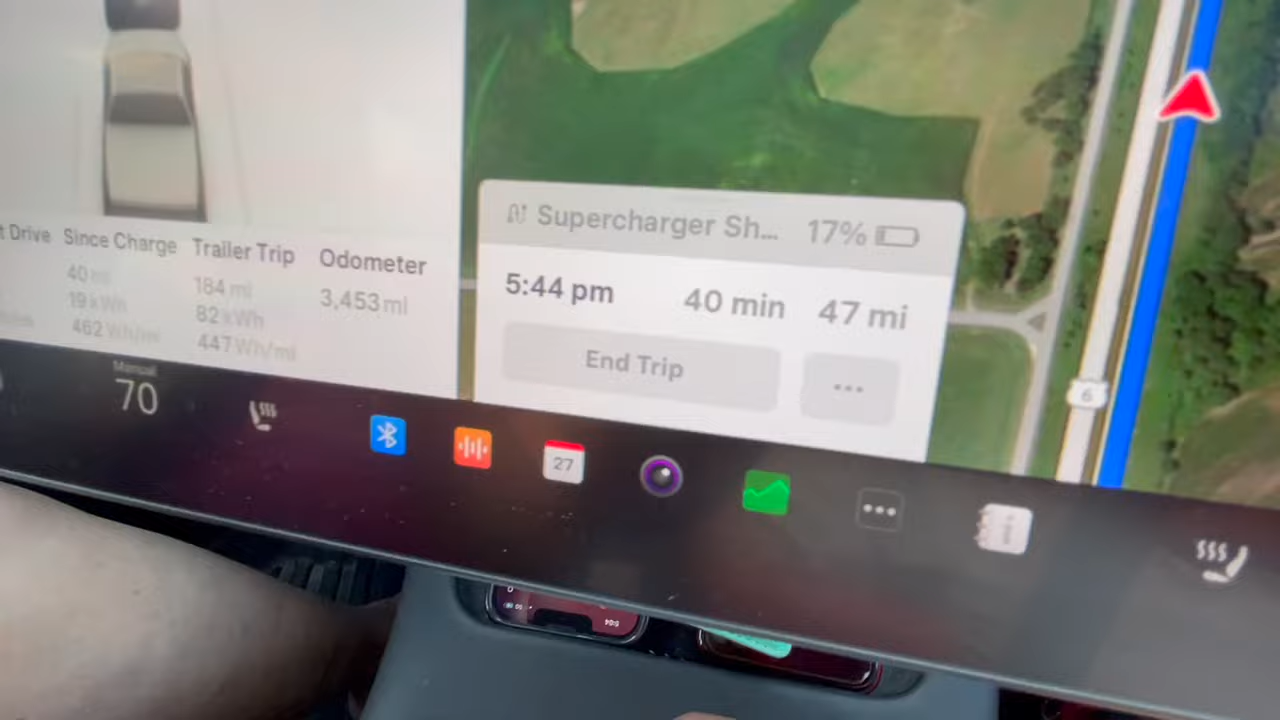 t Drive
Since Charge
40 mi
19 kWh
462 Wh/mi
Trailer Trip
184 mi
82 kWh
447 Wh/mi
Odometer
3,453 mi
Supercharger Sh...
17%
5:44 pm
40 min
47 mi
End Trip
6
Manual
70
27
5:04